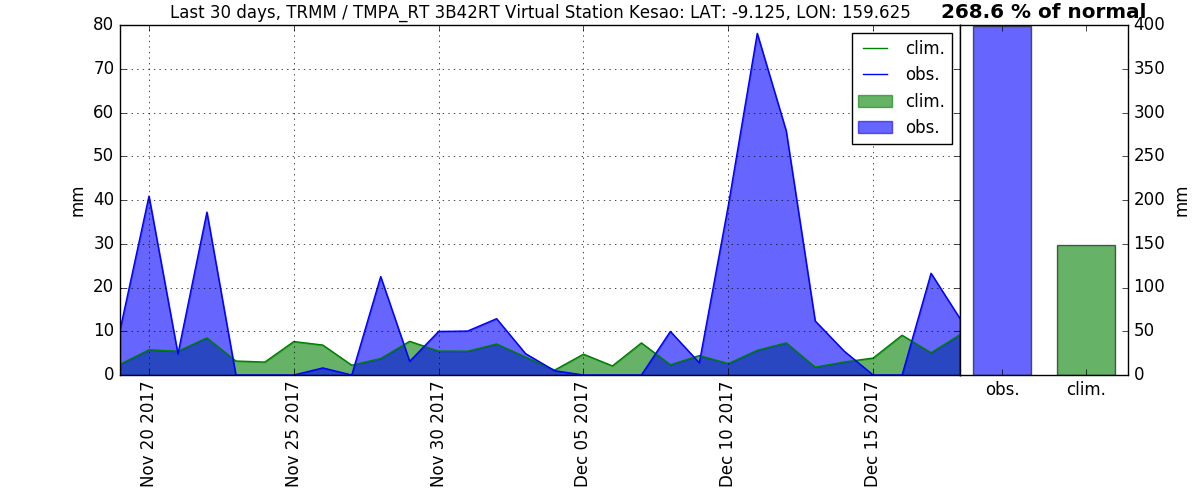 Last 30 days, TRMM / TMPA_RT 3B42RT Virtual Station Kesao: LAT: -9.125, LON: 159.625
268.6 % of normal
80
70
60
50
40
30
20
10
0
mm
clim.
obs.
clim.
obs.
400
350
300
250
200
150
100
50
0
mm
obs.
clim.
Nov 20 2017
Nov 25 2017
Nov 30 2017
Dec 05 2017
Dec 10 2017
Dec 15 2017